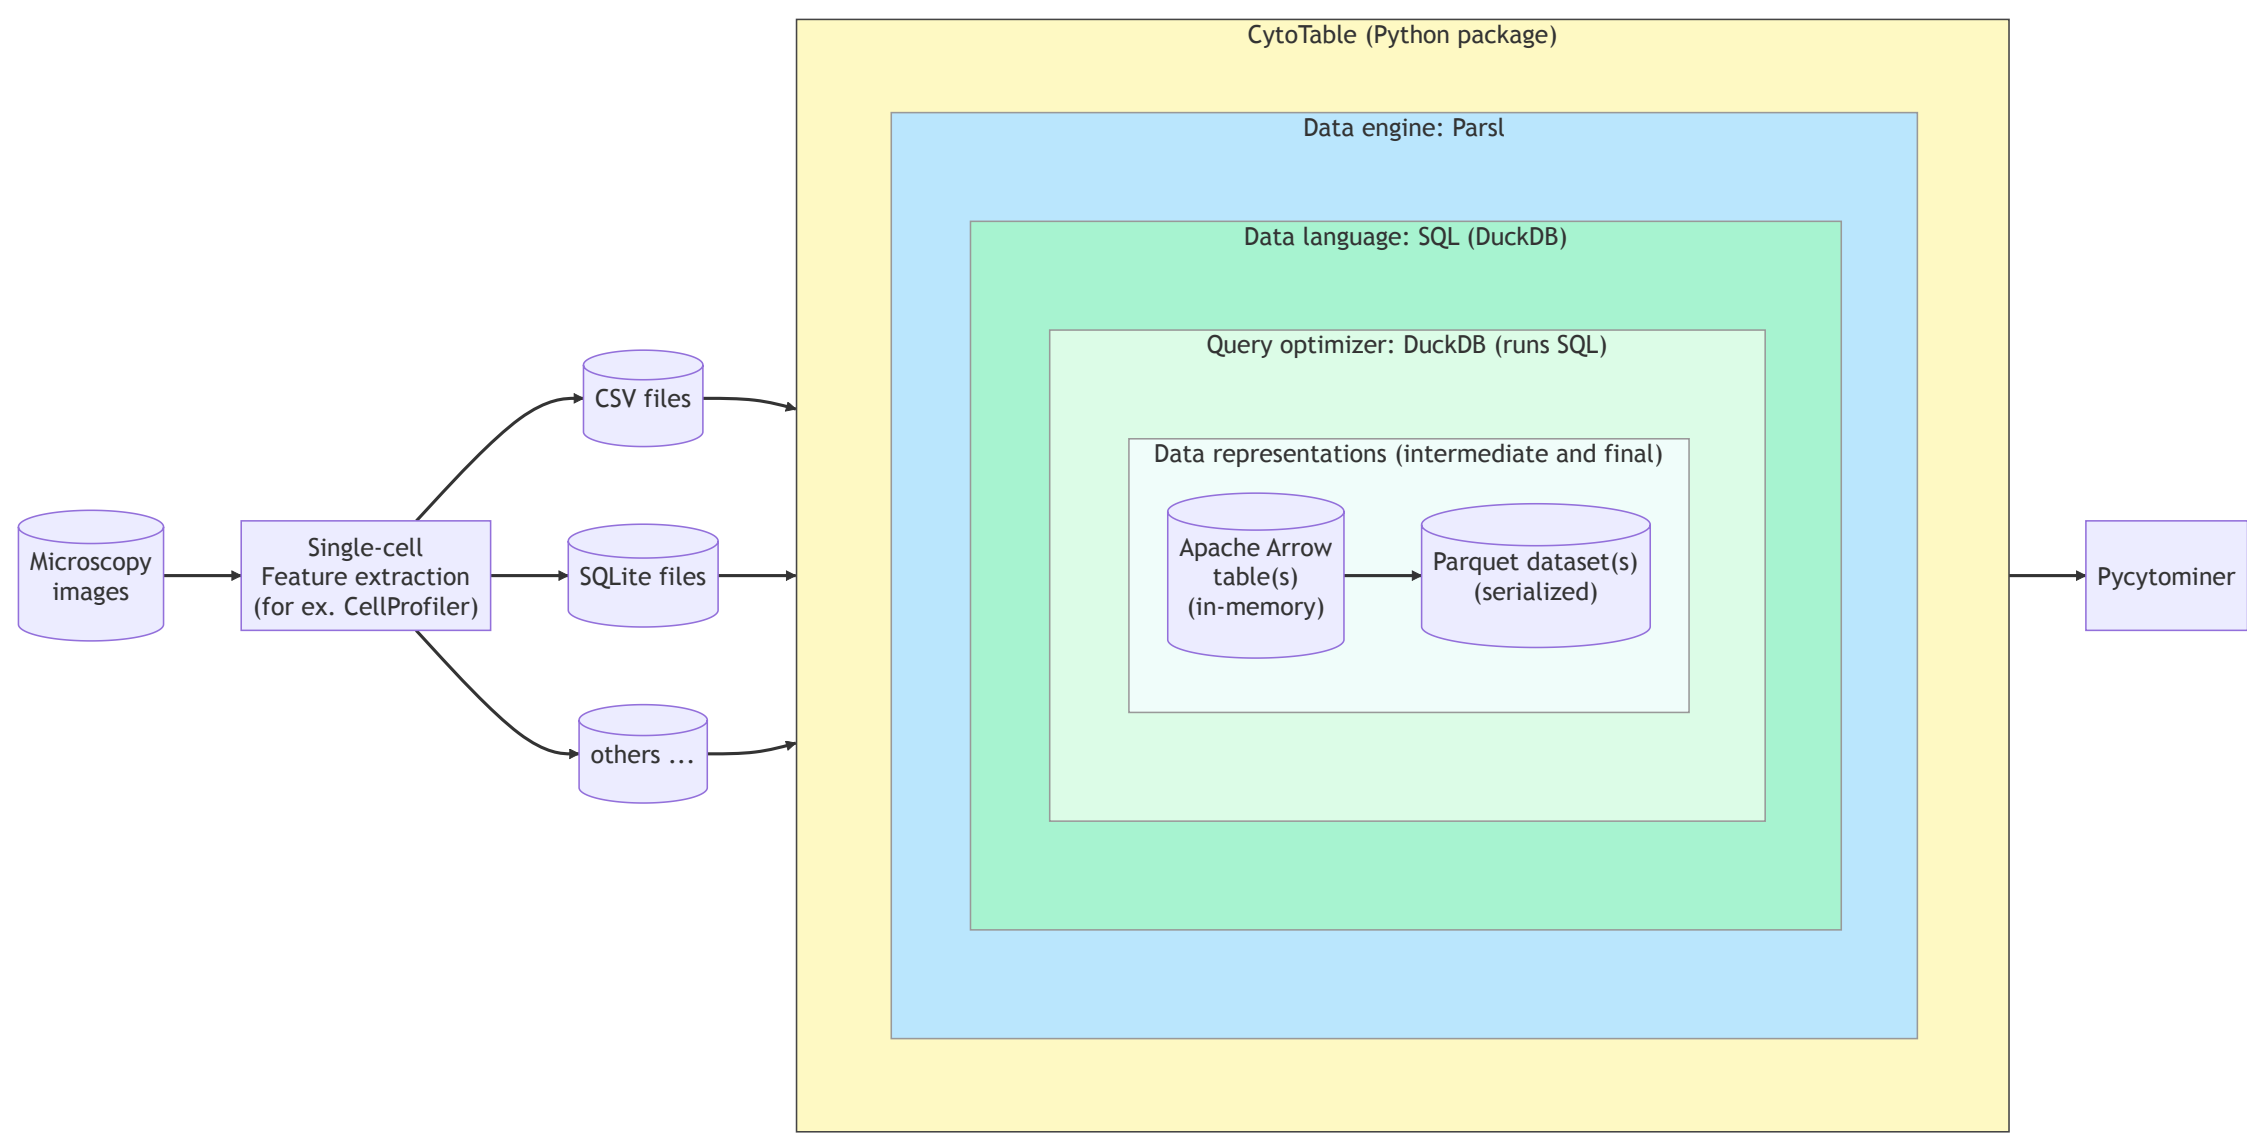 CytoTable (Python package)
Data engine: Parsl
Data language: SQL (DuckDB)
Query optimizer: DuckDB (runs SQL)
Data representations (intermediate and final)
Microscopy
images
Single-cell
Feature extraction
(for ex. CellProfiler)
CSV files
SQLite files
others ...
Apache Arrow
table(s)
(in-memory)
Parquet dataset(s)
(serialized)
Pycytominer